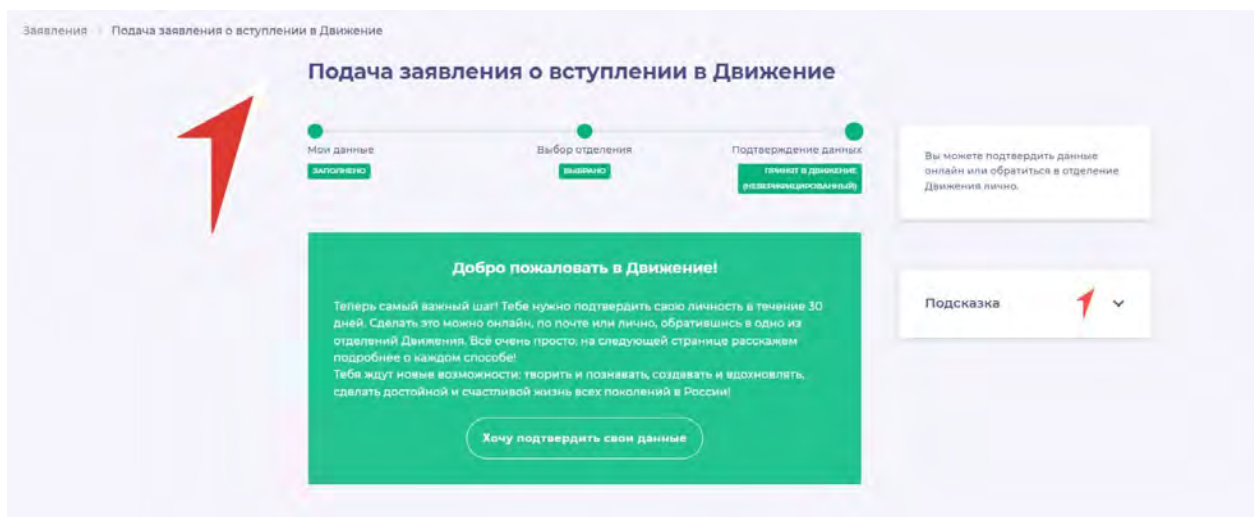 Заявления Подача заявления о вступлении в Движение
Подача заявления о вступлении в Движение
Мои данные
ЗАПОЛНЕНО
Выбор отделения
ВЫБРАНО
Подтверждение данных
ПРИНЯТ В ДВИЖЕНИЕ
(НЕВЕРИФИЦИРОВАННЫЙ)
Вы можете подтвердить данные
онлайн или обратиться в отделение
Движения лично.
Добро пожаловать в Движение!
Теперь самый важный шаг! Тебе нужно подтвердить свою личность в течение 30
дней. Сделать это можно онлайн, по почте или лично, обратившись в одно из
отделений Движения. Всё очень просто, на следующей странице расскажем
подробнее о каждом способе!
Тебя ждут новые возможности: творить и познавать, создавать и вдохновлять,
сделать достойной и счастливой жизнь всех поколений в России!
Хочу подтвердить свои данные
Подсказка